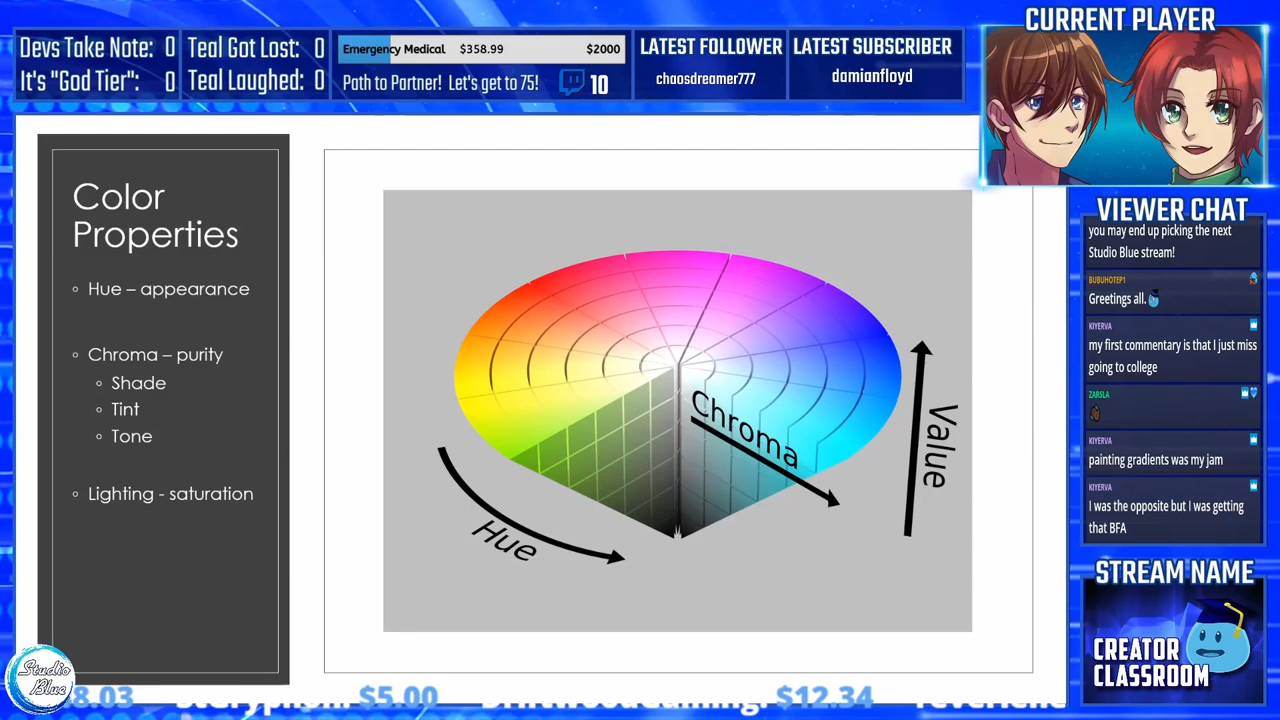 Devs Take Note: 0
It's "God Tier": 0
Teal Got Lost: 0
Teal Laughed: 0
Emergency Medical $358.99 $2000
Path to Partner! Let's get to 75! 10
LATEST FOLLOWER
chaosdreamer777
LATEST SUBSCRIBER
damianfloyd
CURRENT PLAYER
Color
Properties
Hue – appearance
Chroma – purity
Shade
Tint
Tone
Lighting - saturation
Chroma
Value
Hue
VIEWER CHAT
you may end up picking the next
Studio Blue stream!
BUBUHOTEP1
Greetings all.
KIYERVA
my first commentary is that I just miss
going to college
ZARSLA
KIYERVA
painting gradients was my jam
KIYERVA
I was the opposite but I was getting
that BFA
STREAM NAME
CREATOR
CLASSROOM
Studio
Blue
8.03 $5.00 $12.34